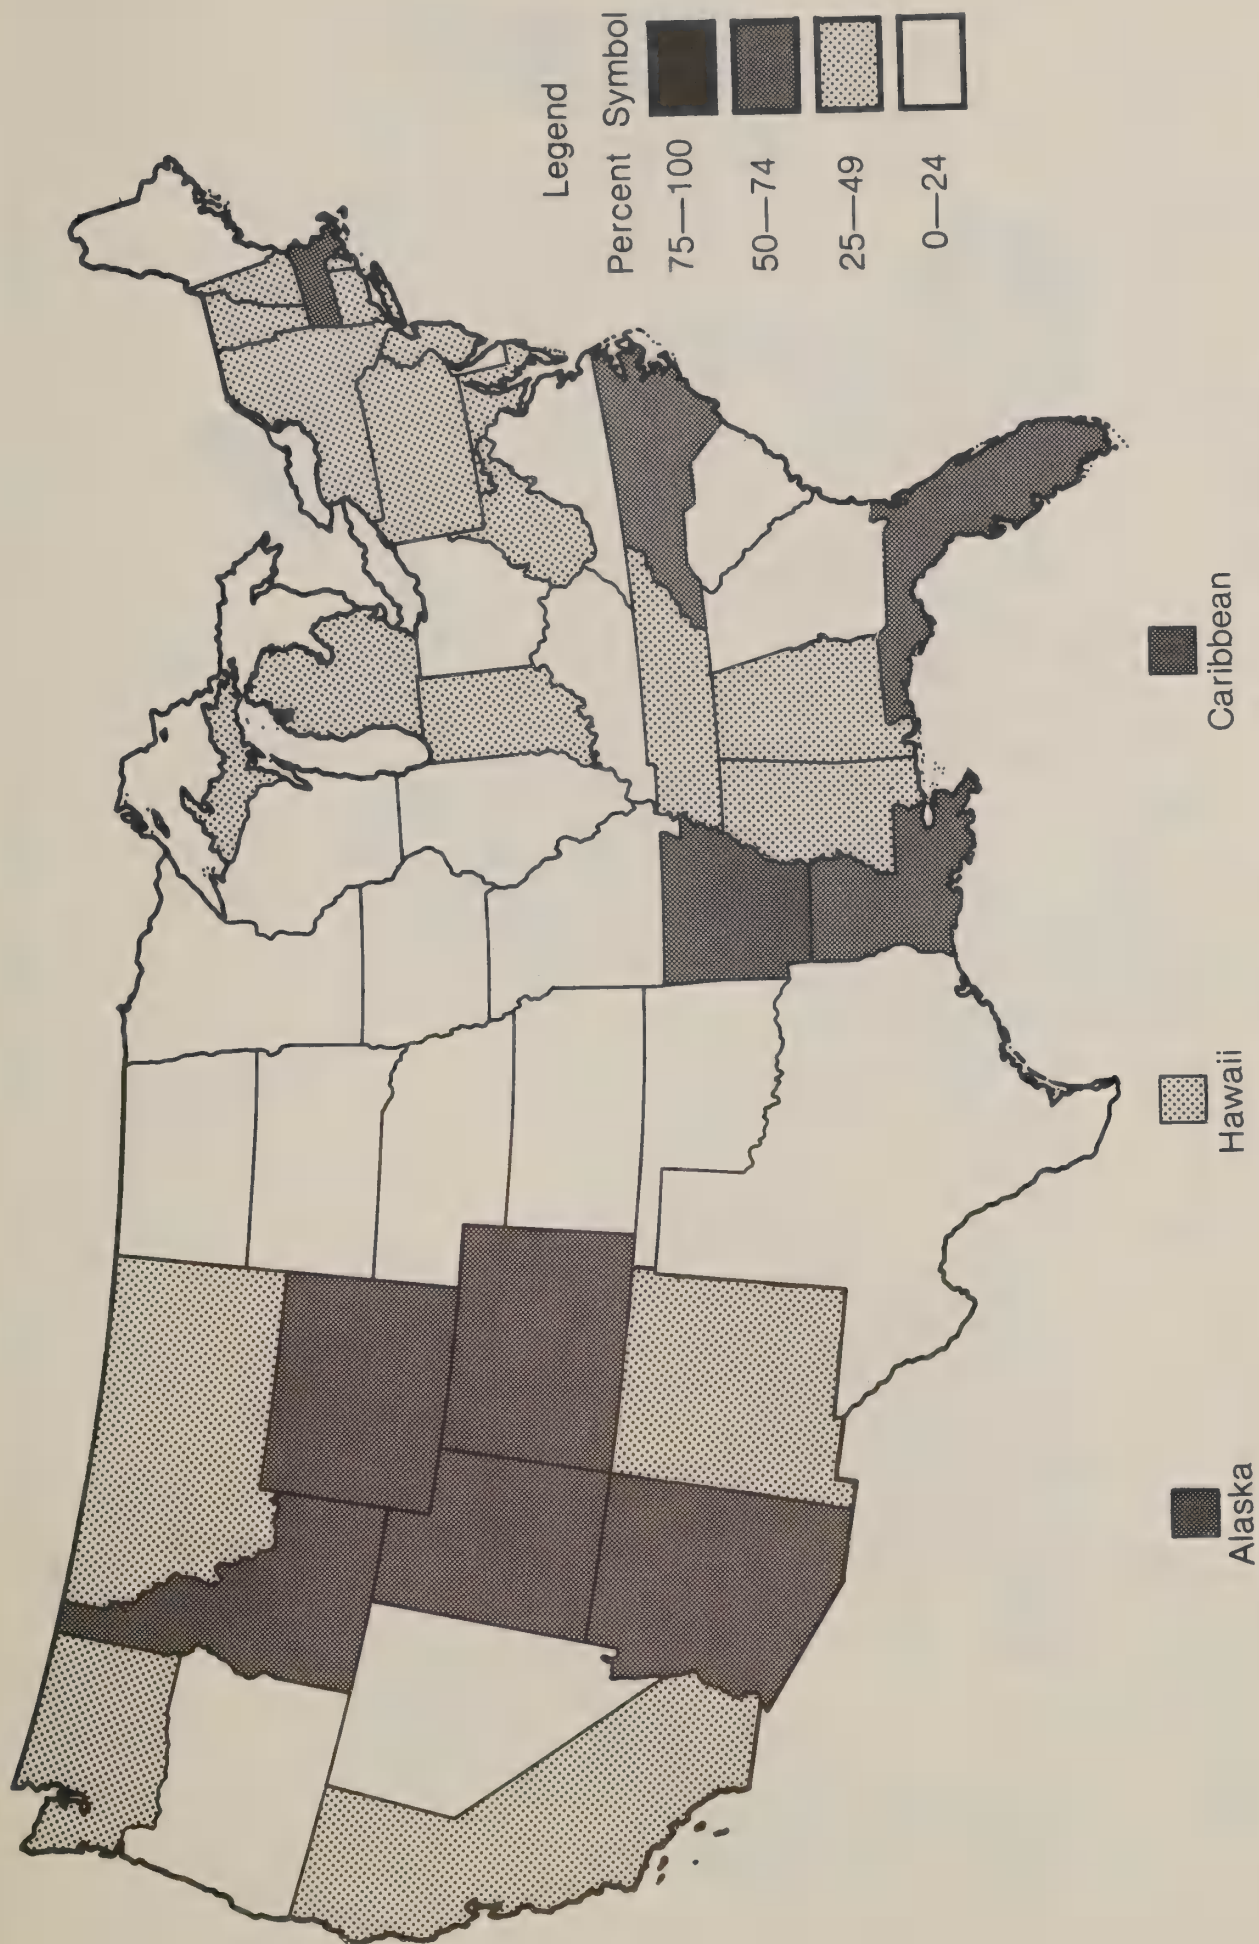 Legend
Percent Symbol
75—100
50—74
25—49
0—24
Alaska
Hawaii
Caribbean